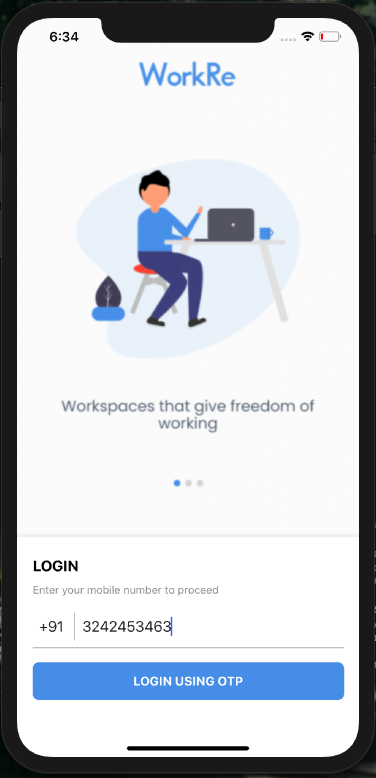 6:34
WorkRe
Workspaces that give freedom of
working
LOGIN
Enter your mobile number to proceed
+91 3242453463
LOGIN USING OTP